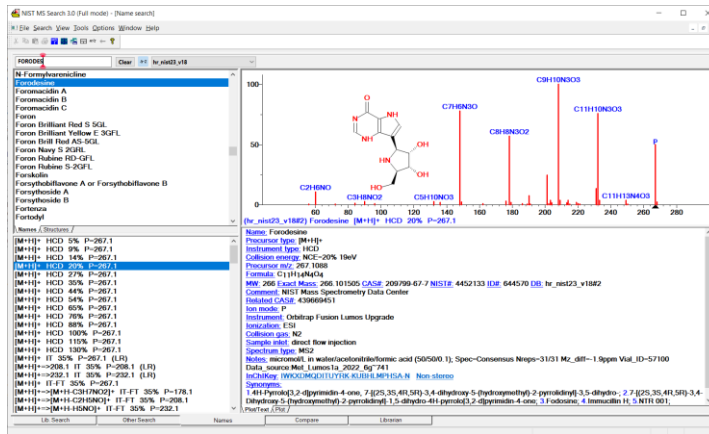 NIST MS Search 3.0 (Full mode) - [Name search]
File Search View Tools Options Window Help
FORODES
Clear
hr_nist23_v18
N-Formylvarenicline
Forodesine
Foromacidin A
Foromacidin B
Foromacidin C
Foron
Foron Brilliant Red S 5GL
Foron Brilliant Yellow E 3GFL
Foron Brill Red AS-5GL
Foron Navy S 2GRL
Foron Rubine RD-GFL
Foron Rubine S-2GFL
Forskolin
Forsythobiflavone A or Forsythobiflavone B
Forsythoside A
Forsythoside B
Fortenza
Fortodyl
Names / Structures /
[M+H]+ HCD 5% P=267.1
[M+H]+ HCD 9% P=267.1
[M+H]+ HCD 14% P=267.1
[M+H]+ HCD 20% P=267.1
[M+H]+ HCD 27% P=267.1
[M+H]+ HCD 35% P=267.1
[M+H]+ HCD 44% P=267.1
[M+H]+ HCD 54% P=267.1
[M+H]+ HCD 65% P=267.1
[M+H]+ HCD 76% P=267.1
[M+H]+ HCD 88% P=267.1
[M+H]+ HCD 100% P=267.1
[M+H]+ HCD 115% P=267.1
[M+H]+ HCD 130% P=267.1
[M+H]+ IT 35% P=267.1 (LR)
[M+H]+=>208.1 IT 35% P=208.1 (LR)
[M+H]+=>232.1 IT 35% P=232.1 (LR)
[M+H]+ IT-FT 35% P=267.1
[M+H]+=>[M+H-C3H7NO2]+ IT-FT 35% P=178.1
[M+H]+=>[M+H-C2H5NO]+ IT-FT 35% P=208.1
[M+H]+=>[M+H-H5NO]+ IT-FT 35% P=232.1
100
50
0
C2H6NO
C3H8NO2
C5H10NO3
C7H6N3O
C8H8N3O2
C9H10N3O3
C11H10N3O3
C11H13N4O3
P
O
N
NH
NH
HN
OH
OH
HO
60 80 100 120 140 160 180 200 220 240 260 280
(hr_nist23_v18#2) Forodesine [M+H]+ HCD 20% P=267.1
Name: Forodesine
Precursor type: [M+H]+
Instrument type: HCD
Collision energy: NCE=20% 19eV
Precursor m/z: 267.1088
Formula: C11H14N4O4
MW: 266 Exact Mass: 266.101505 CAS#: 209799-67-7 NIST#: 4452133 ID#: 644570 DB: hr_nist23_v18#2
Comment: NIST Mass Spectrometry Data Center
Related CAS#: 439669451
Ion mode: P
Instrument: Orbitrap Fusion Lumos Upgrade
Ionization: ESI
Collision gas: N2
Sample inlet: direct flow injection
Spectrum type: MS2
Notes: micromol/L in water/acetonitrile/formic acid (50/50/0.1); Spec=Consensus Nreps=31/31 Mz_diff=-1.9ppm Vial_ID=57100
Data_source:Met_Lumos1a_2022_6g~741
InChIKey: IWKXDMQDITUYRK-KUBHLMPHSA-N Non-stereo
Synonyms:
1.4H-Pyrrolo[3,2-d]pyrimidin-4-one, 7-[(2S,3S,4R,5R)-3,4-dihydroxy-5-(hydroxymethyl)-2-pyrrolidinyl]-3,5-dihydro-; 2.7-[(2S,3S,4R,5R)-3,4-
Dihydroxy-5-(hydroxymethyl)-2-pyrrolidinyl]-1,5-dihydro-4H-pyrrolo[3,2-d]pyrimidin-4-one; 3.Fodosine; 4.Immucillin H; 5.NTR 001;
Plot/Text / Plot /
Lib. Search Other Search Names Compare Librarian